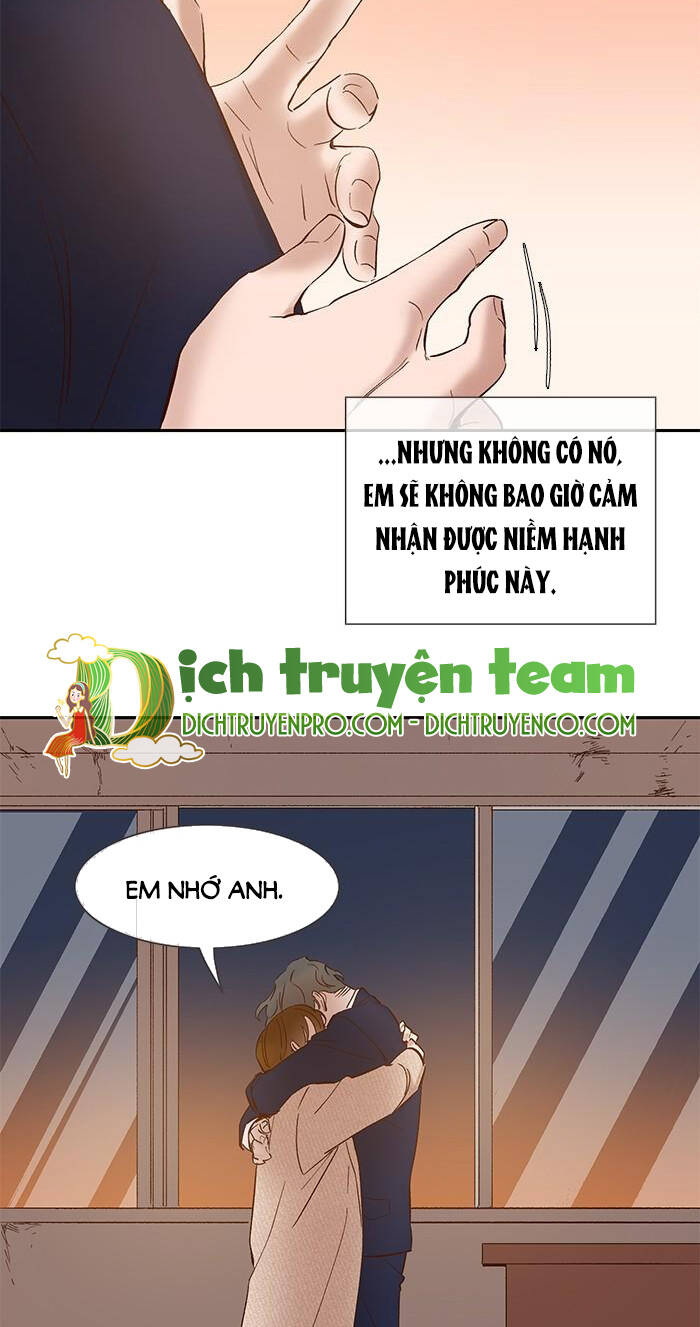 ...NHƯNG KHÔNG CÓ NÓ,
EM SẼ KHÔNG BAO GIỜ CẢM
NHẬN ĐƯỢC NIỀM HẠNH
PHÚC NÀY.
Dịch truyện team
DICHTRUYENPRO.COM - DICHTRUYENCO.COM
EM NHỚ ANH.